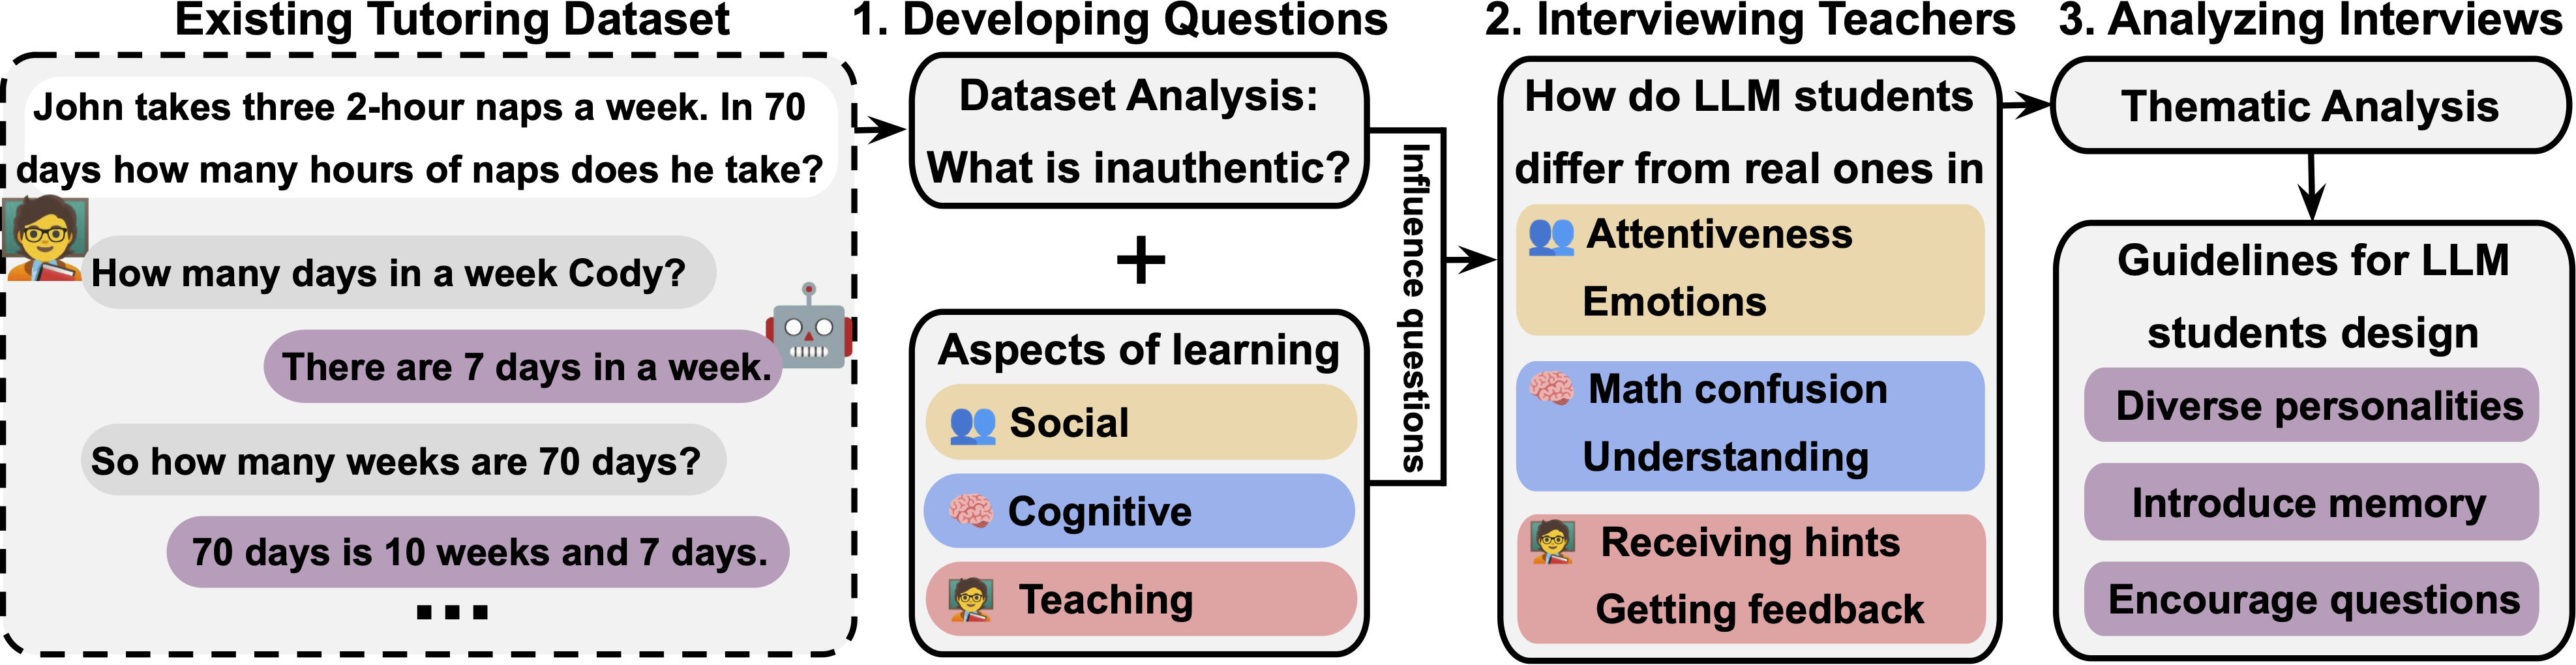 Existing Tutoring Dataset
John takes three 2-hour naps a week. In 70
days how many hours of naps does he take?
How many days in a week Cody?
There are 7 days in a week.
So how many weeks are 70 days?
70 days is 10 weeks and 7 days.
...
1. Developing Questions
Dataset Analysis:
What is inauthentic?
+
Aspects of learning
Social
Cognitive
Teaching
Influence questions
2. Interviewing Teachers
How do LLM students
differ from real ones in
Attentiveness
Emotions
Math confusion
Understanding
Receiving hints
Getting feedback
3. Analyzing Interviews
Thematic Analysis
Guidelines for LLM
students design
Diverse personalities
Introduce memory
Encourage questions